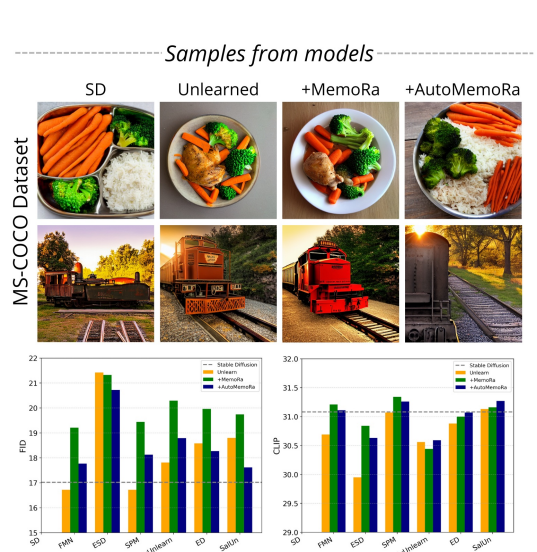 Samples from models
SD Unlearned +MemoRa +AutoMemoRa
MS-COCO Dataset
22
21
20
19
18
17
16
15
FID
Stable Diffusion
Unlearn
+MemoRa
+AutoMemoRa
SD FMN ESD SPM Unlearn ED SalUn
32.0
31.5
31.0
30.5
30.0
29.5
29.0
CLIP
Stable Diffusion
Unlearn
+MemoRa
+AutoMemoRa
SD FMN ESD SPM Unlearn ED SalUn